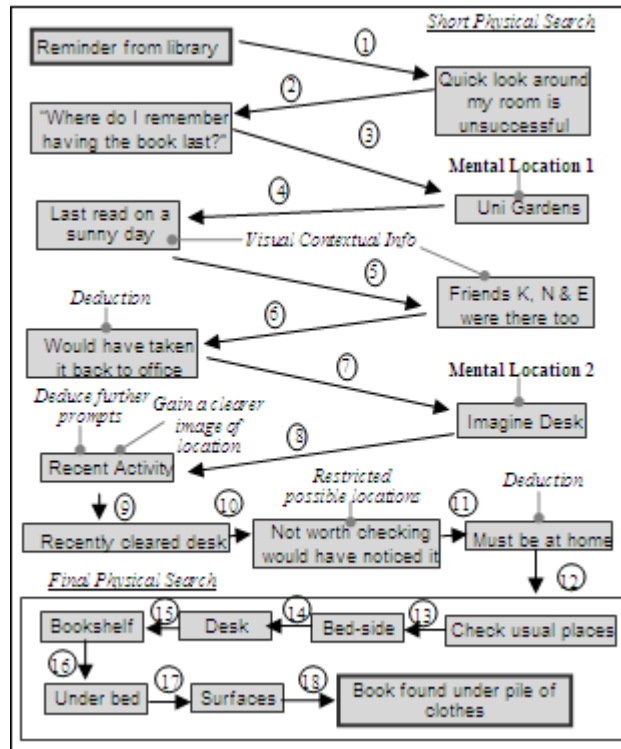 Short Physical Search
Reminder from library
1
Quick look around
my room is
unsuccessful
2
"Where do I remember
having the book last?"
3
Mental Location 1
Uni Gardens
4
Last read on a
sunny day
Visual Contextual Info
5
Friends K, N & E
were there too
6
Deduction
Would have taken
it back to office
7
Mental Location 2
Imagine Desk
8
Deduce further
prompts
Gain a clearer
image of
location
Recent Activity
9
Recently cleared desk
10
Restricted
possible locations
Not worth checking
would have noticed it
11
Deduction
Must be at home
12
Final Physical Search
Check usual places
13
Bed-side
14
Desk
15
Bookshelf
16
Under bed
17
Surfaces
18
Book found under pile of
clothes